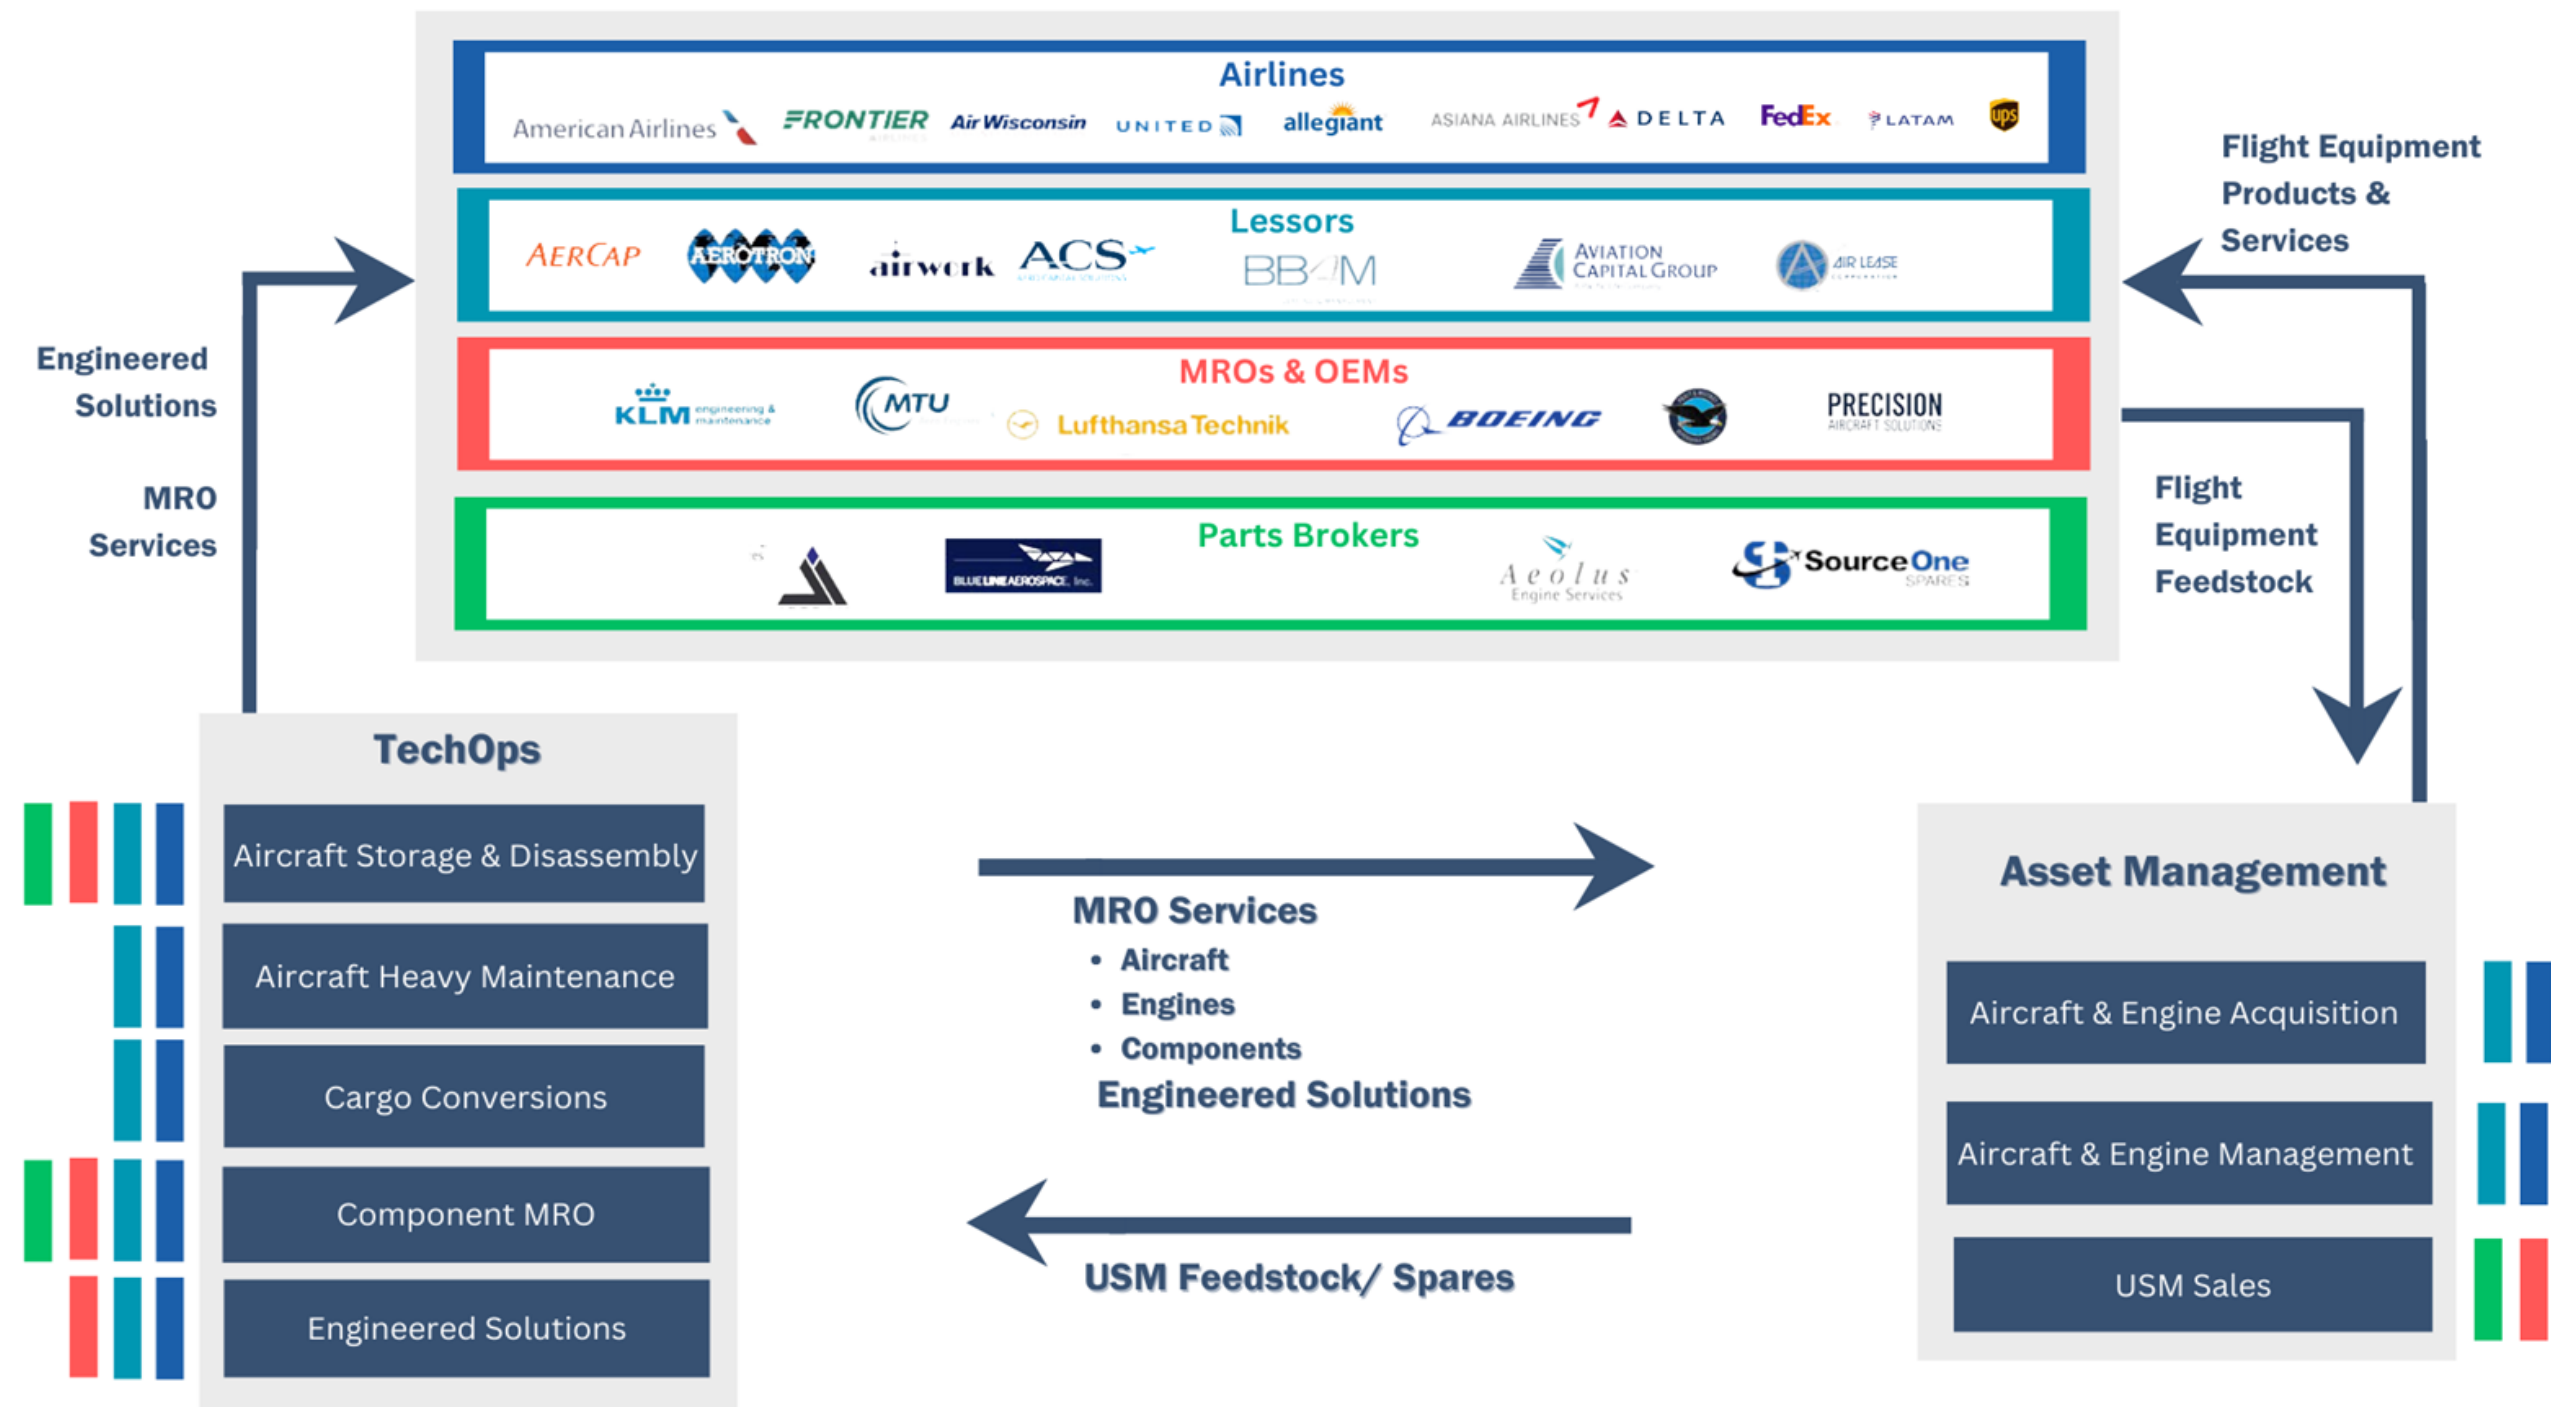 Airlines
American Airlines
FRONTIER
AIRLINES
Air Wisconsin
UNITED
allegiant
ASIANA AIRLINES
DELTA
FedEx
LATAM
ups
Lessors
AERCAP
AEROTRON
airwork
ACS
BBAM
AVIATION
CAPITAL GROUP
AIR LEASE
CORPORATION
MROs & OEMs
KLM engineering &
maintenance
MTU
Lufthansa Technik
BOEING
PRECISION
AIRCRAFT SOLUTIONS
Parts Brokers
BLUE LINE AEROSPACE, Inc.
Aeolus
Engine Services
SourceOne
SPARES
Engineered
Solutions
MRO
Services
Flight Equipment
Products &
Services
Flight
Equipment
Feedstock
TechOps
Aircraft Storage & Disassembly
Aircraft Heavy Maintenance
Cargo Conversions
Component MRO
Engineered Solutions
MRO Services
• Aircraft
• Engines
• Components
Engineered Solutions
USM Feedstock/ Spares
Asset Management
Aircraft & Engine Acquisition
Aircraft & Engine Management
USM Sales